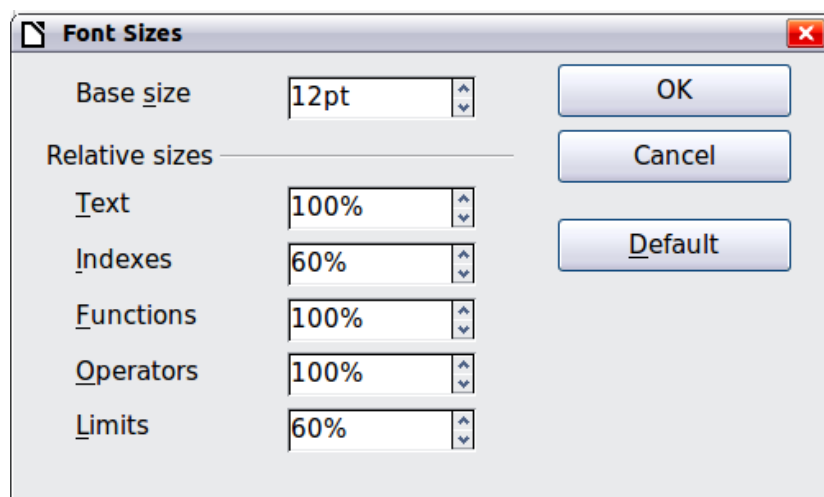 Font Sizes
Base size 12pt OK
Relative sizes Cancel
Text 100%
Default
Indexes 60%
Functions 100%
Operators 100%
Limits 60%